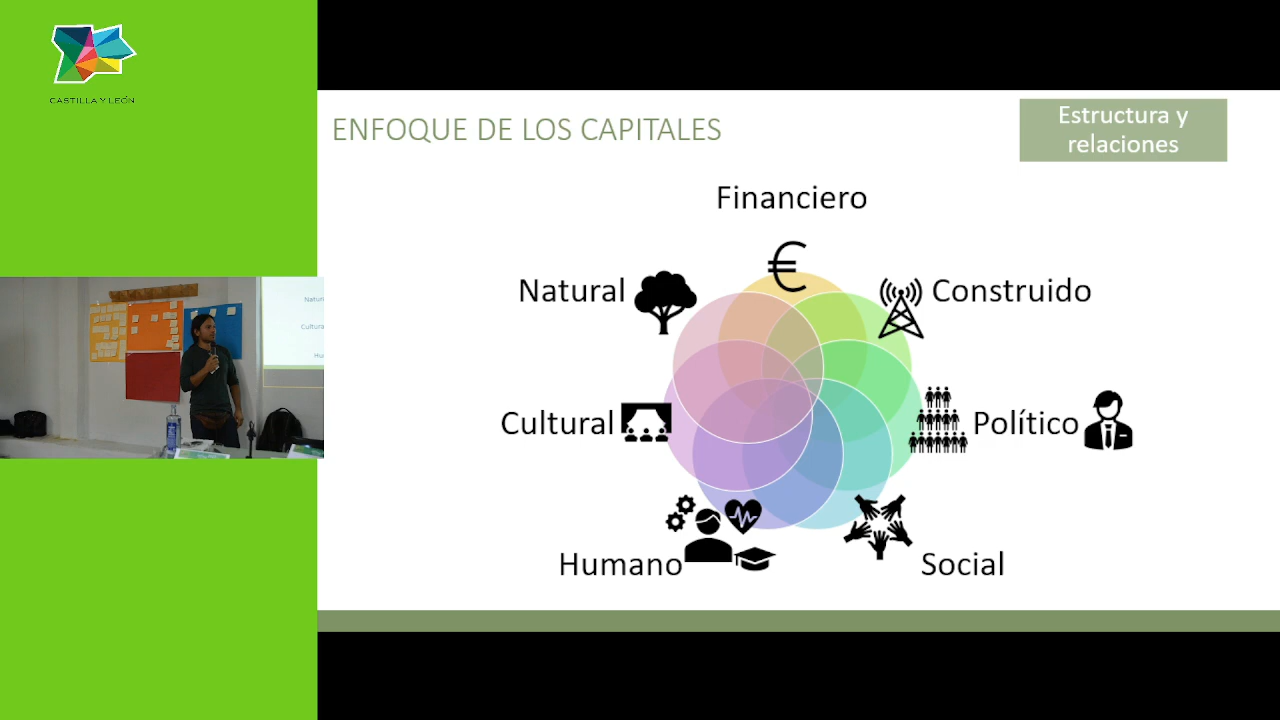 CASTILLA Y LEÓN
ENFOQUE DE LOS CAPITALES
Estructura y
relaciones
Financiero
Natural
Construido
Cultural
Político
Humano
Social